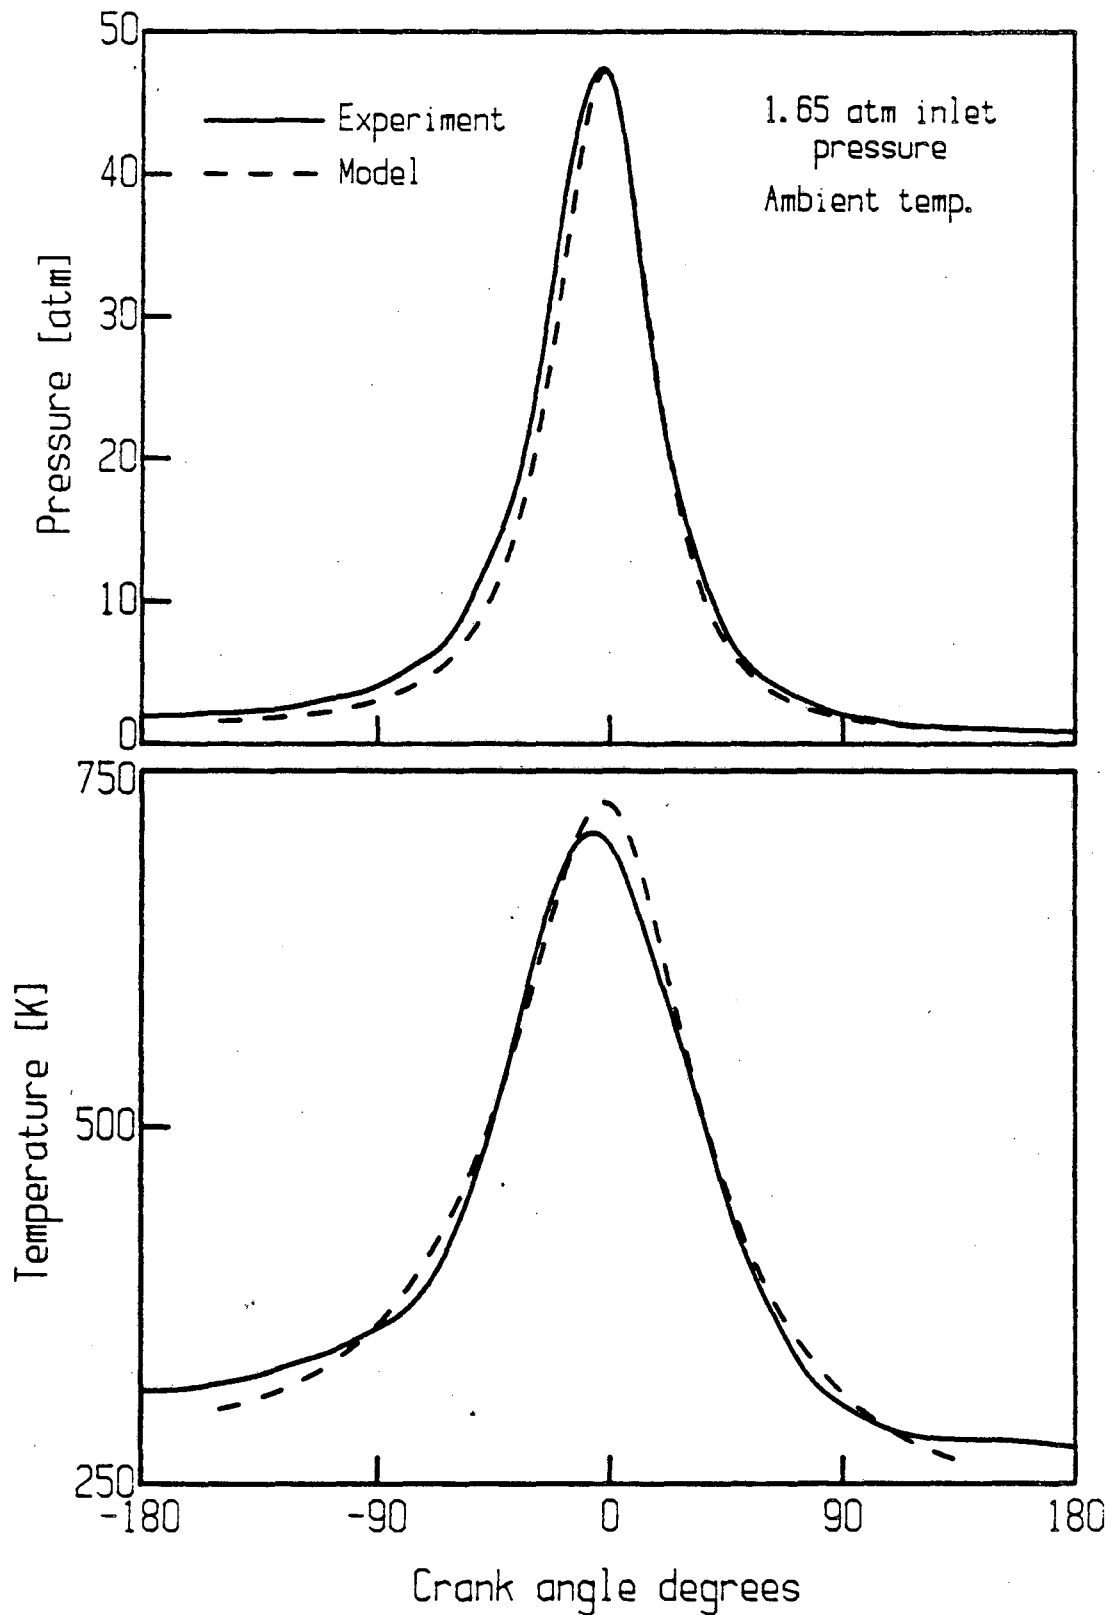 50
40
30
20
10
0
Pressure [atm]
Experiment
Model
1.65 atm inlet
pressure
Ambient temp.
750
500
250
Temperature [K]
-180
-90
0
90
180
Crank angle degrees